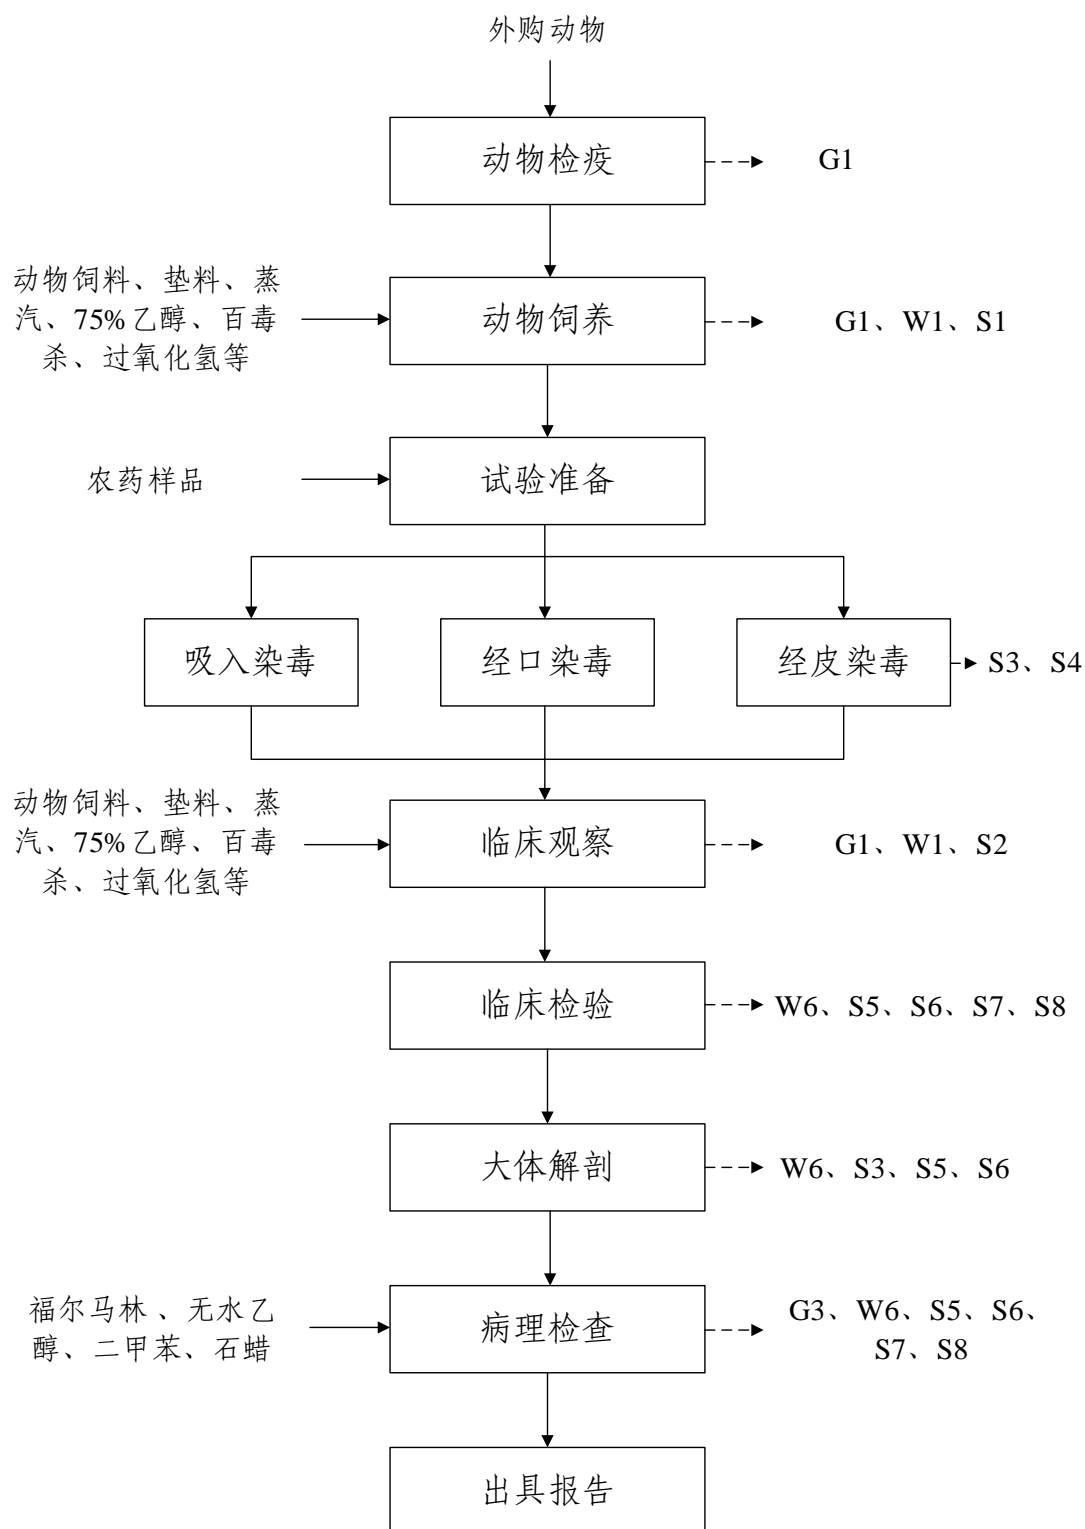 外购动物
动物检疫
G1
动物饲料、垫料、蒸
汽、75%乙醇、百毒
杀、过氧化氢等
动物饲养
G1、W1、S1
农药样品
试验准备
吸入染毒
经口染毒
经皮染毒
S3、S4
动物饲料、垫料、蒸
汽、75%乙醇、百毒
杀、过氧化氢等
临床观察
G1、W1、S2
临床检验
W6、S5、S6、S7、S8
大体解剖
W6、S3、S5、S6
福尔马林、无水乙
醇、二甲苯、石蜡
病理检查
G3、W6、S5、S6、
S7、S8
出具报告